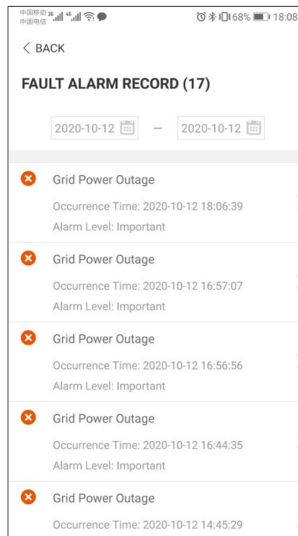 中国移动
中国电信
68%
18:08
BACK
FAULT ALARM RECORD (17)
2020-10-12 – 2020-10-12
Grid Power Outage
Occurrence Time: 2020-10-12 18:06:39
Alarm Level: Important
Grid Power Outage
Occurrence Time: 2020-10-12 16:57:07
Alarm Level: Important
Grid Power Outage
Occurrence Time: 2020-10-12 16:56:56
Alarm Level: Important
Grid Power Outage
Occurrence Time: 2020-10-12 16:44:35
Alarm Level: Important
Grid Power Outage
Occurrence Time: 2020-10-12 14:45:29